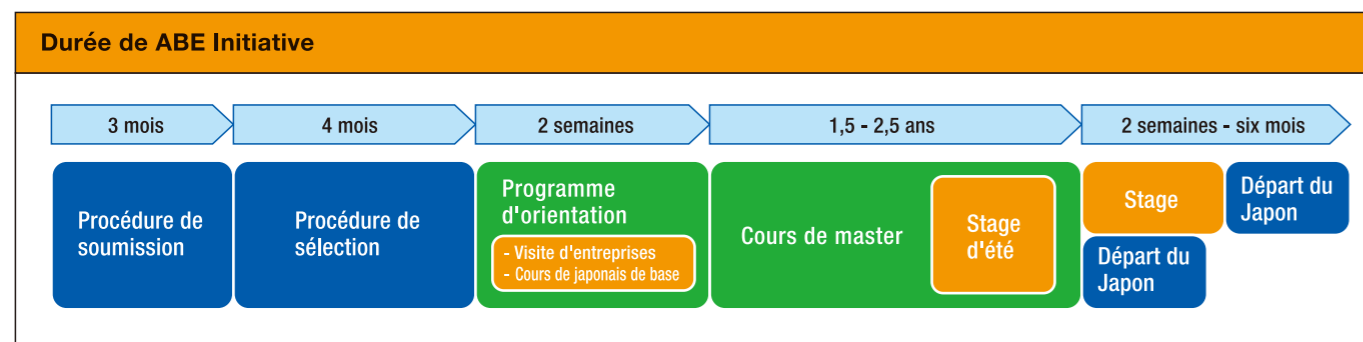 Durée de ABE Initiative
3 mois
4 mois
2 semaines
1,5 - 2,5 ans
2 semaines - six mois
Procédure de
soumission
Procédure de
sélection
Programme
d'orientation
- Visite d'entreprises
- Cours de japonais de base
Cours de master
Stage
d'été
Stage
Départ du
Japon
Départ du
Japon